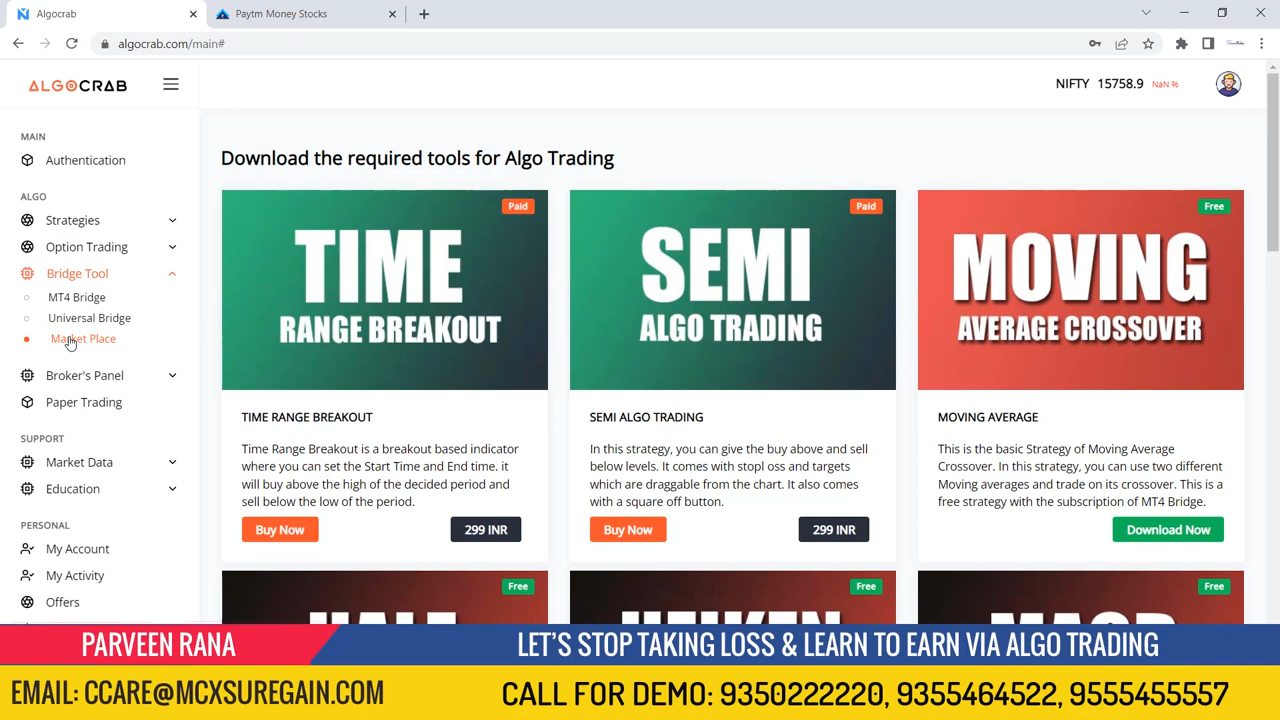 Algocrab
Paytm Money Stocks
algocrab.com/main#
ALGOCRAB
NIFTY 15758.9 NaN %
MAIN
Authentication
ALGO
Strategies
Option Trading
Bridge Tool
MT4 Bridge
Universal Bridge
Market Place
Broker's Panel
Paper Trading
SUPPORT
Market Data
Education
PERSONAL
My Account
My Activity
Offers
Download the required tools for Algo Trading
Paid
TIME
RANGE BREAKOUT
TIME RANGE BREAKOUT
Time Range Breakout is a breakout based indicator
where you can set the Start Time and End time. it
will buy above the high of the decided period and
sell below the low of the period.
Buy Now
299 INR
Paid
SEMI
ALGO TRADING
SEMI ALGO TRADING
In this strategy, you can give the buy above and sell
below levels. It comes with stopl oss and targets
which are draggable from the chart. It also comes
with a square off button.
Buy Now
299 INR
Free
MOVING
AVERAGE CROSSOVER
MOVING AVERAGE
This is the basic Strategy of Moving Average
Crossover. In this strategy, you can use two different
Moving averages and trade on its crossover. This is a
free strategy with the subscription of MT4 Bridge.
Download Now
Free
Free
Free
PARVEEN RANA
LET'S STOP TAKING LOSS & LEARN TO EARN VIA ALGO TRADING
EMAIL: CCARE@MCXSUREGAIN.COM
CALL FOR DEMO: 9350222220, 9355464522, 9555455557